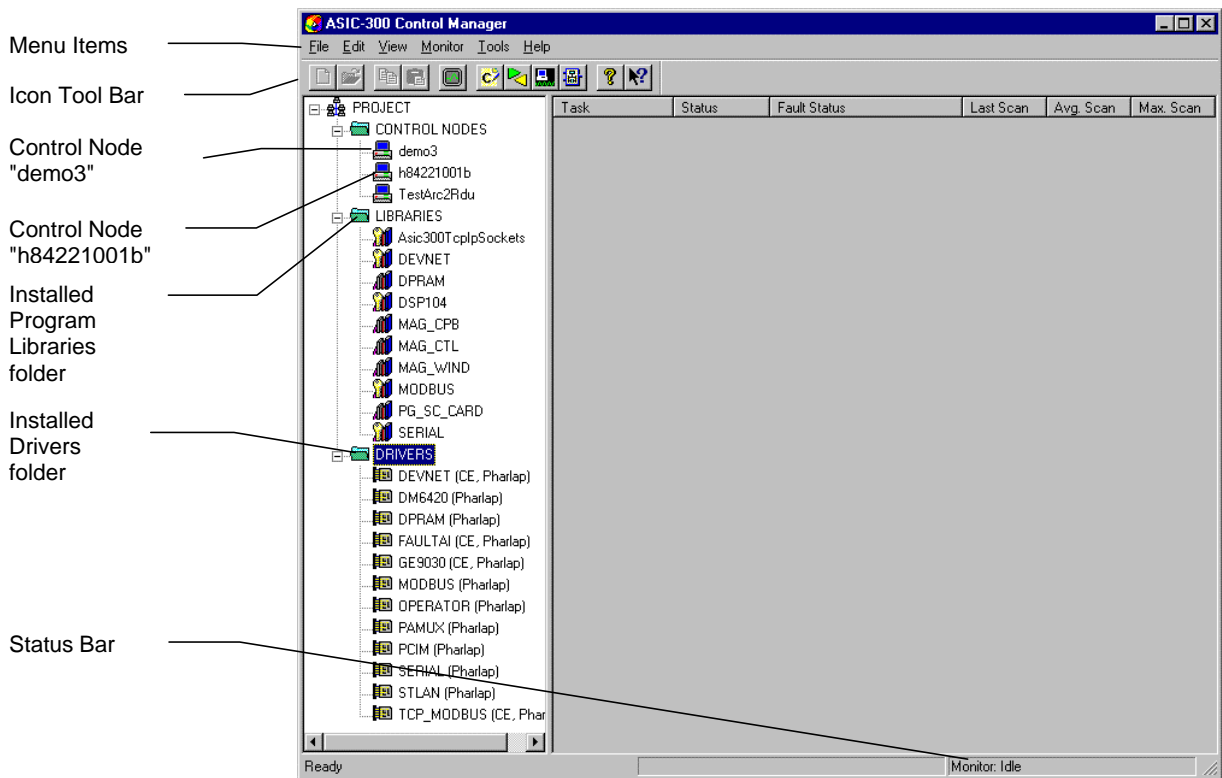 Menu Items
Icon Tool Bar
Control Node
"demo3"
Control Node
"h84221001b"
Installed
Program
Libraries
folder
Installed
Drivers
folder
Status Bar
ASIC-300 Control Manager
File Edit View Monitor Tools Help
PROJECT
CONTROL NODES
demo3
h84221001b
TestArc2Rdu
LIBRARIES
Asic300TcpIpSockets
DEVNET
DPRAM
DSP104
MAG_CPB
MAG_CTL
MAG_WIND
MODBUS
PG_SC_CARD
SERIAL
DRIVERS
DEVNET (CE, Pharlap)
DM6420 (Pharlap)
DPRAM (Pharlap)
FAULTAI (CE, Pharlap)
GE9030 (CE, Pharlap)
MODBUS (Pharlap)
OPERATOR (Pharlap)
PAMUX (Pharlap)
PCIM (Pharlap)
SERIAL (Pharlap)
STLAN (Pharlap)
TCP_MODBUS (CE, Phar
Task Status Fault Status Last Scan Avg. Scan Max. Scan
Ready Monitor: Idle